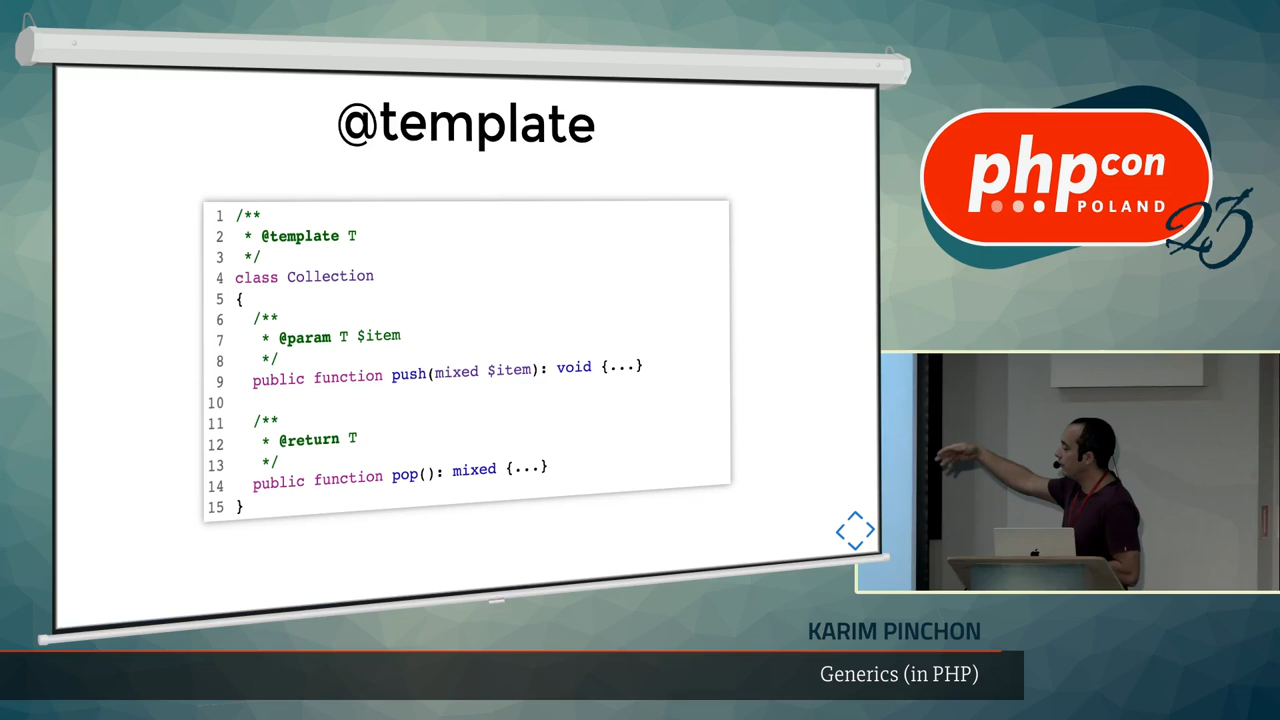 @template
1 /**
2  * @template T
3  */
4 class Collection
5 {
6   /**
7    * @param T $item
8    */
9   public function push(mixed $item): void {...}
10
11   /**
12    * @return T
13    */
14   public function pop(): mixed {...}
15 }
phpcon
POLAND
23
KARIM PINCHON
Generics (in PHP)